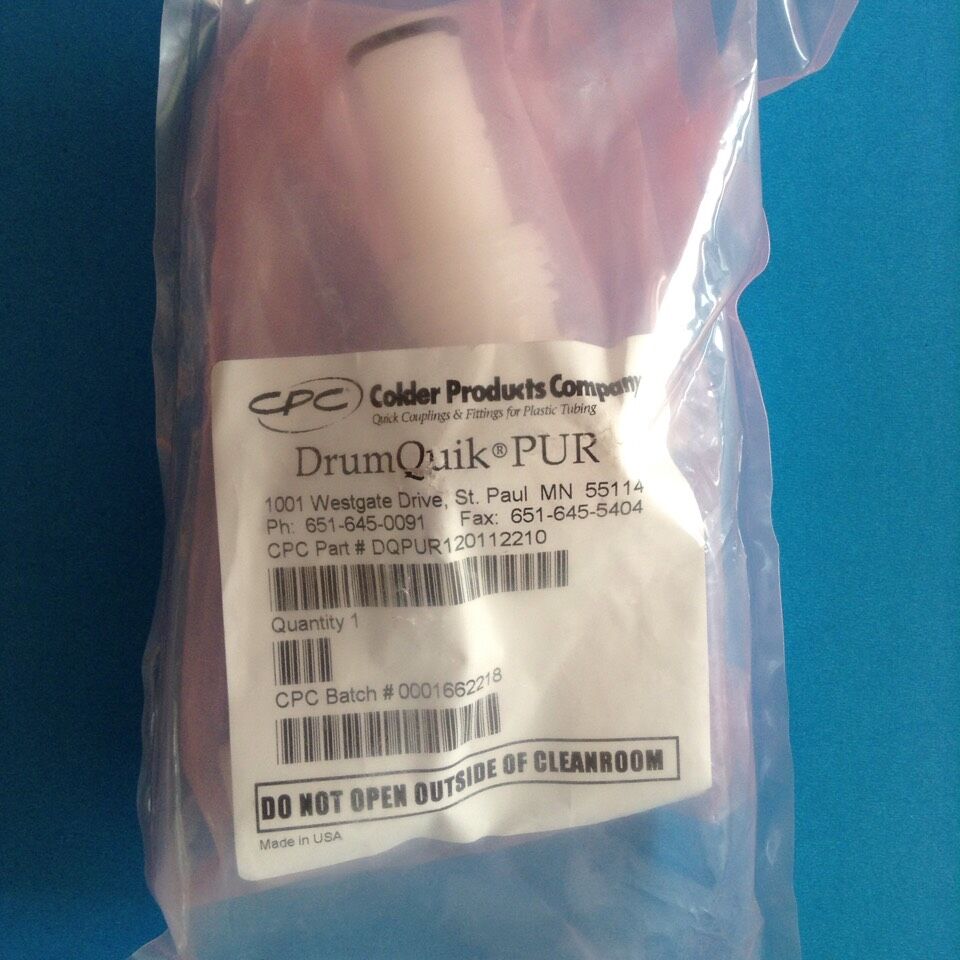 CPC Colder Products Company
Quick Couplings & Fittings for Plastic Tubing
DrumQuik® PUR
1001 Westgate Drive, St. Paul MN 55114
Ph: 651-645-0091 Fax: 651-645-5404
CPC Part # DQPUR120112210
Quantity 1
CPC Batch # 0001662218
DO NOT OPEN OUTSIDE OF CLEANROOM
Made in USA